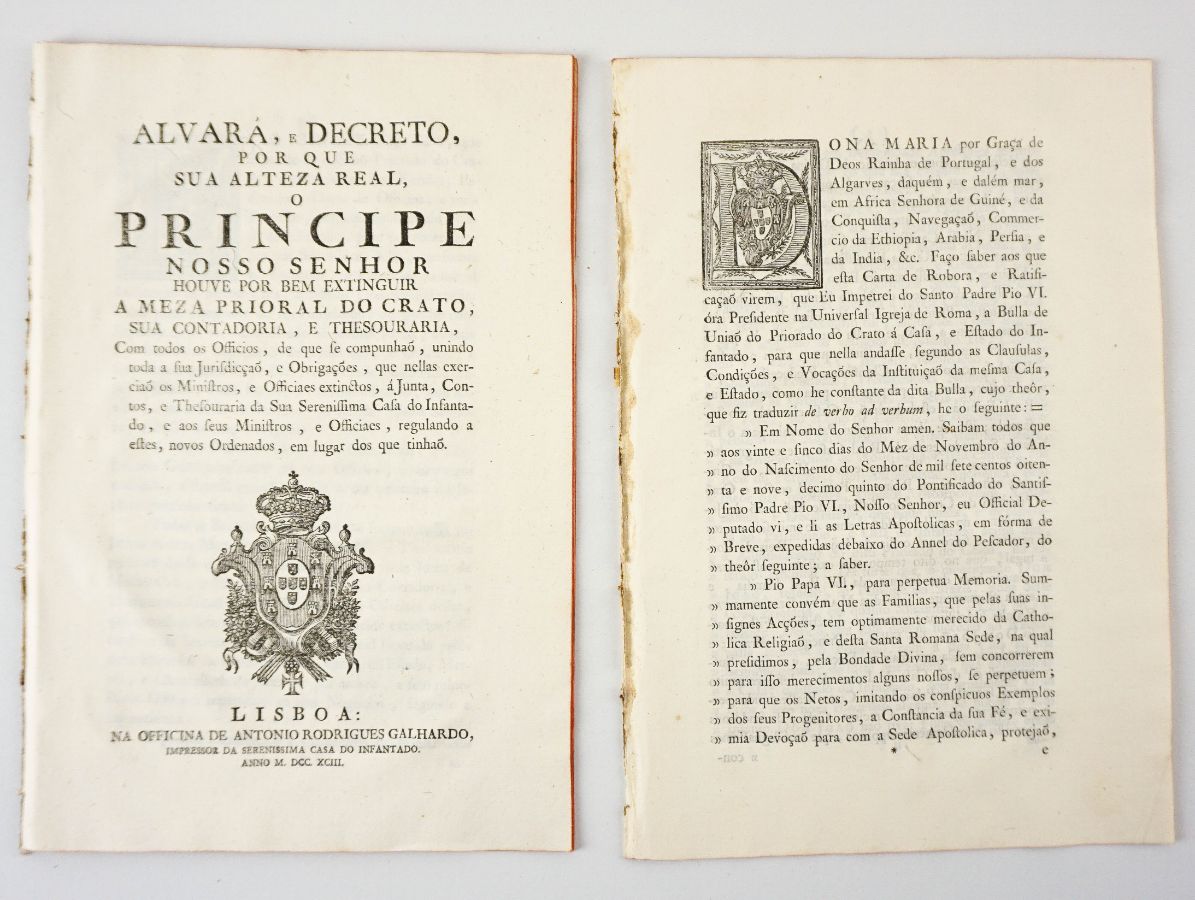 ALVARÁ, E DECRETO,
POR QUE
SUA ALTEZA REAL,
O
PRINCIPE
NOSSO SENHOR
HOUVE POR BEM EXTINGUIR
A MEZA PRIORAL DO CRATO,
SUA CONTADORIA, E THESOURARIA,
Com todos os Officios, de que ſe compunhaõ, unindo
toda a ſua Jurisdicçaõ, e Obrigações, que nellas exer-
ciaõ os Miniſtros, e Officiaes extinctos, á Junta, Con-
tos, e Theſouraria da Sua Sereniſſima Caſa do Infanta-
do, e aos ſeus Miniſtros, e Officiaes, regulando a
eſtes, novos Ordenados, em lugar dos que tinhaõ.
LISBOA:
NA OFFICINA DE ANTONIO RODRIGUES GALHARDO,
IMPRESSOR DA SERENISSIMA CASA DO INFANTADO.
ANNO M. DCC. XCIII.
DONA MARIA por Graça de
Deos Rainha de Portugal, e dos
Algarves, daquém, e dalém mar,
em Africa Senhora de Guiné, e da
Conquiſta, Navegaçaõ, Commer-
cio da Ethiopia, Arabia, Perſia, e
da India, &c. Faço ſaber aos que
eſta Carta de Robora, e Ratifi-
caçaõ virem, que Eu Impetrei do Santo Padre Pio VI.
óra Preſidente na Univerſal Igreja de Roma, a Bulla de
Uniaõ do Priorado do Crato á Caſa, e Eſtado do In-
fantado, para que nella andaſſe ſegundo as Clauſulas,
Condições, e Vocações da Inſtituiçaõ da meſma Caſa,
e Eſtado, como he conſtante da dita Bulla, cujo theôr,
que fiz traduzir de verbo ad verbum, he o ſeguinte: =
» Em Nome do Senhor amen. Saibam todos que
» aos vinte e ſinco dias do Mez de Novembro do An-
» no do Naſcimento do Senhor de mil ſete centos oiten-
» ta e nove, decimo quinto do Pontificado do Santiſ-
» ſimo Padre Pio VI., Noſſo Senhor, eu Official De-
» putado vi, e li as Letras Apoſtolicas, em fórma de
» Breve, expedidas debaixo do Annel do Peſcador, do
» theôr ſeguinte; a ſaber.
» Pio Papa VI., para perpetua Memoria. Sum-
» mamente convém que as Familias, que pelas ſuas in-
» ſignes Acções, tem optimamente merecido da Catho-
» lica Religiaõ, e deſta Santa Romana Sede, na qual
» preſidimos, pela Bondade Divina, ſem concorrerem
» para iſſo merecimentos alguns noſſos, ſe perpetuem;
» para que os Netos, imitando os conſpicuos Exemplos
» dos ſeus Progenitores, a Conſtancia da ſua Fé, e exi-
» mia Devoçaõ para com a Sede Apoſtolica, protejaõ,
* e